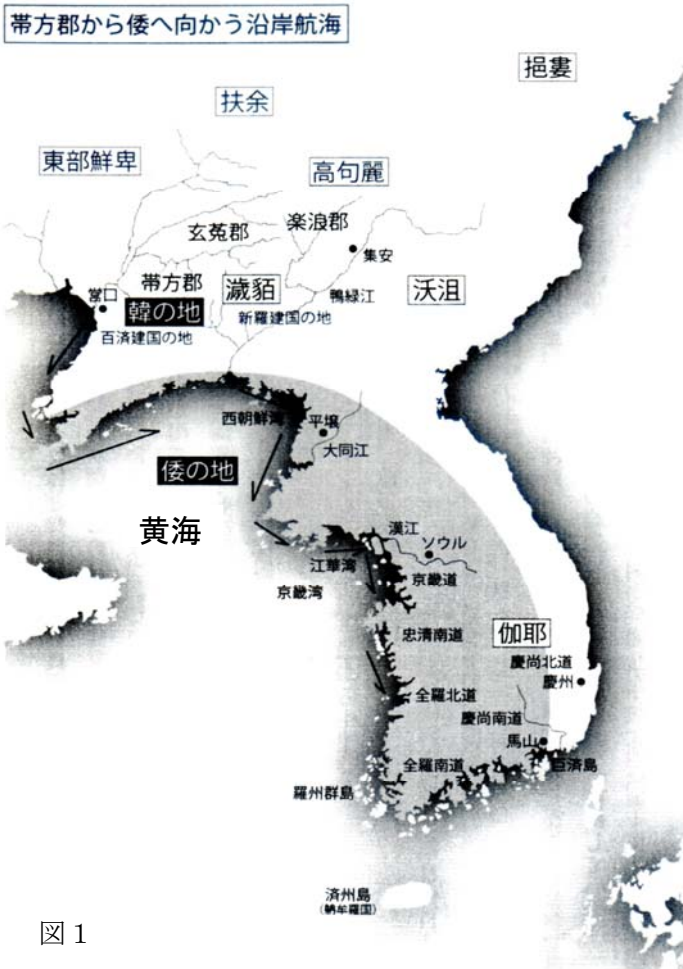 帯方郡から倭へ向かう沿岸航海
挹婁
扶余
東部鮮卑
高句麗
楽浪郡
玄菟郡
集安
帯方郡
濊貊
沃沮
鴨緑江
営口
韓の地
新羅建国の地
百済建国の地
西朝鮮湾
平壌
大同江
倭の地
黄海
漢江
ソウル
江華湾
京畿道
京畿湾
忠清南道
伽耶
慶尚北道
慶州
全羅北道
慶尚南道
馬山
全羅南道
巨済島
羅州群島
済州島
図1